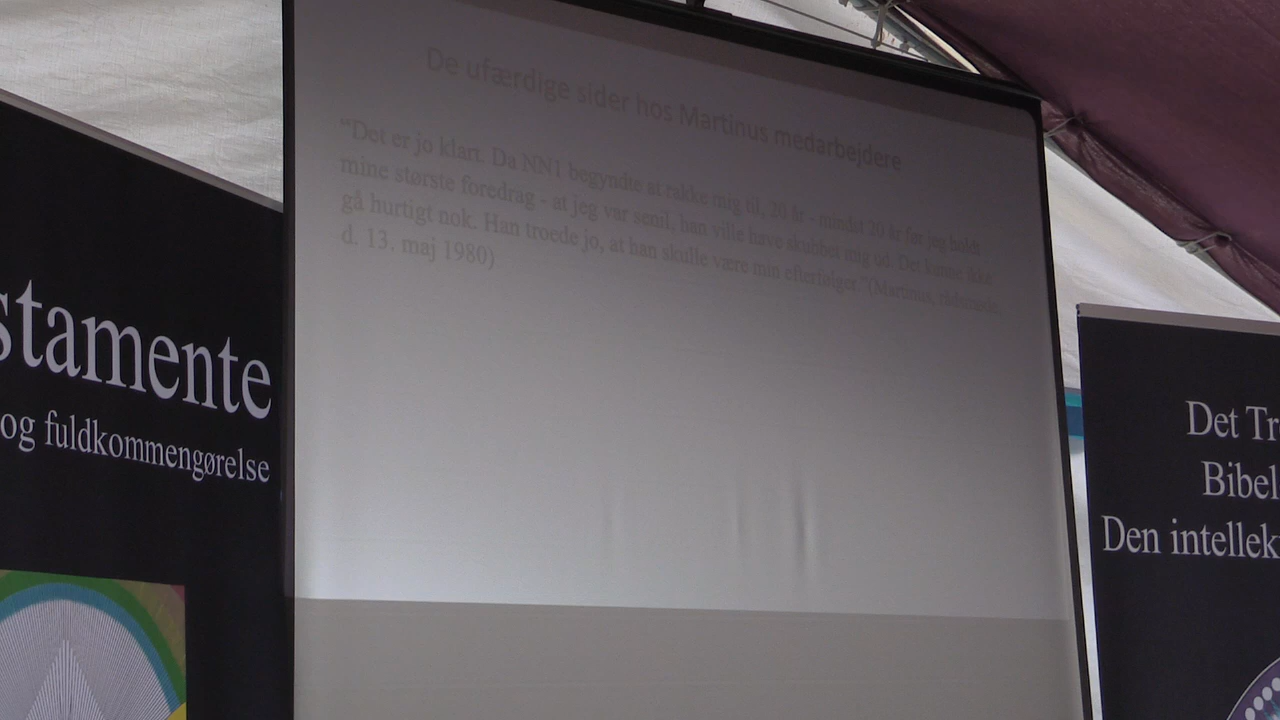 De ufærdige sider hos Martinus medarbejdere
“Det er jo klart. Da NN1 begyndte at rakke mig til, 20 år - mindst 20 år før jeg holdt
mine største foredrag - at jeg var senil, han ville have skubbet mig ud. Det kunne ikke
gå hurtigt nok. Han troede jo, at han skulle være min efterfølger.”(Martinus,
d. 13. maj 1980)
stamente
og fuldkommengørelse
Det Tr
Bibel
Den intellek